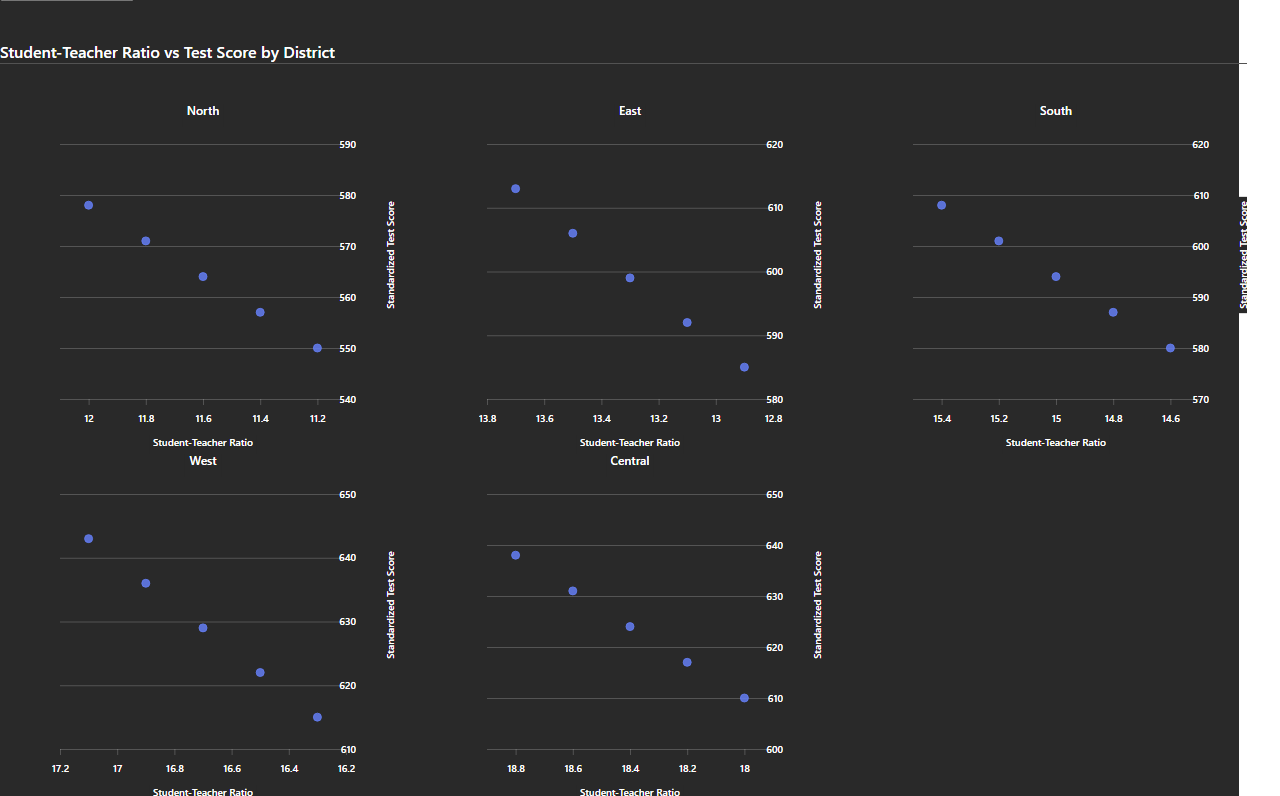 Student-Teacher Ratio vs Test Score by District
North
590
580
570
560
550
540
12 11.8 11.6 11.4 11.2
Student-Teacher Ratio
Standardized Test Score
East
620
610
600
590
580
13.8 13.6 13.4 13.2 13 12.8
Student-Teacher Ratio
Standardized Test Score
South
620
610
600
590
580
570
15.4 15.2 15 14.8 14.6
Student-Teacher Ratio
Standardized Test Score
West
650
640
630
620
610
17.2 17 16.8 16.6 16.4 16.2
Student-Teacher Ratio
Standardized Test Score
Central
650
640
630
620
610
600
18.8 18.6 18.4 18.2 18
Student-Teacher Ratio
Standardized Test Score